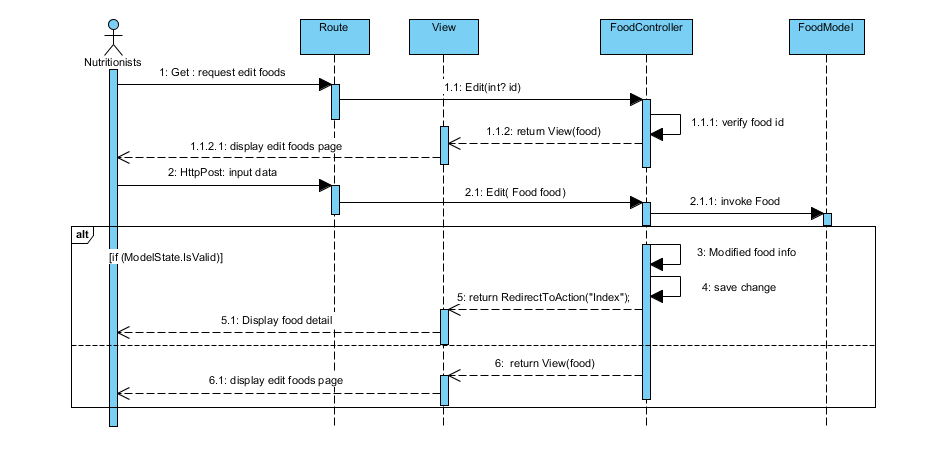 Route
View
FoodController
FoodModel
Nutritionists
1: Get : request edit foods
1.1: Edit(int? id)
1.1.1: verify food id
1.1.2: return View(food)
1.1.2.1: display edit foods page
2: HttpPost: input data
2.1: Edit( Food food)
2.1.1: invoke Food
alt
[if (ModelState.IsValid)]
3: Modified food info
4: save change
5: return RedirectToAction("Index");
5.1: Display food detail
6:  return View(food)
6.1: display edit foods page